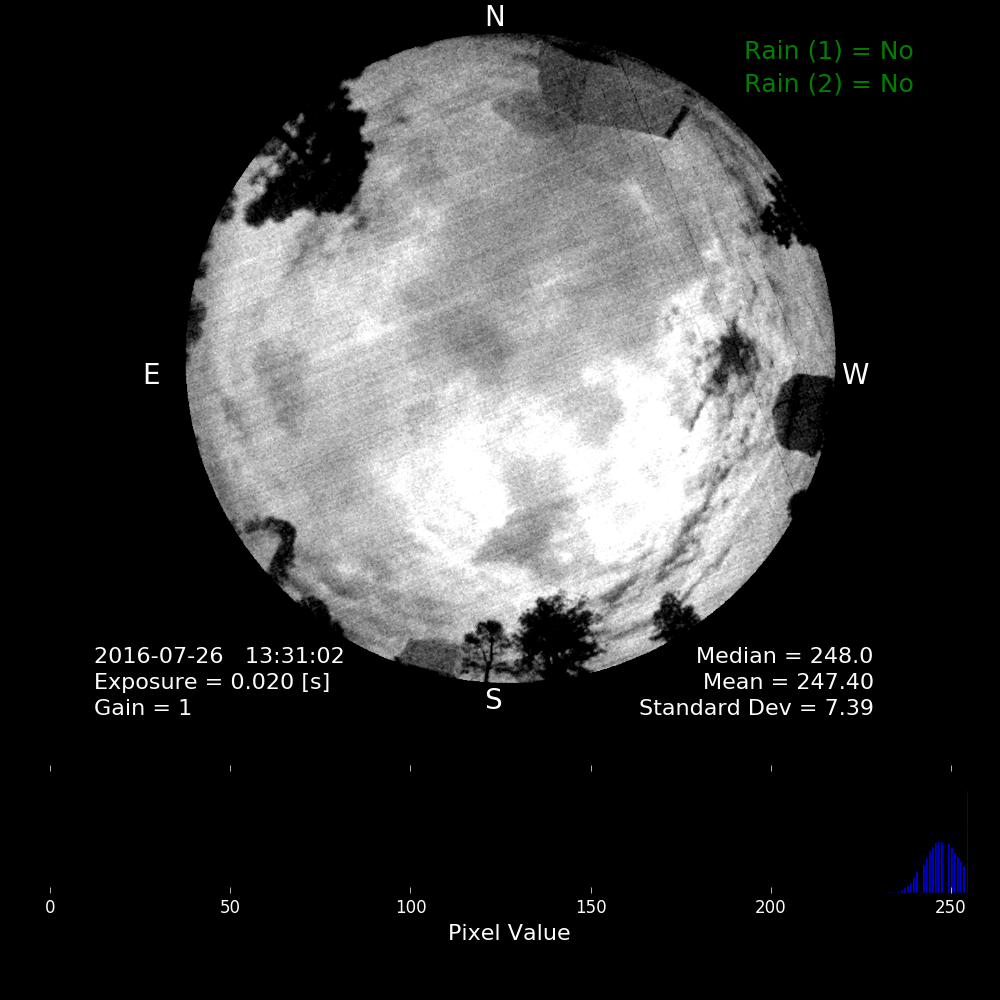 N
Rain (1) = No
Rain (2) = No
E
W
2016-07-26   13:31:02
Exposure = 0.020 [s]
Gain = 1
Median = 248.0
Mean = 247.40
Standard Dev = 7.39
S
0 50 100 150 200 250
Pixel Value